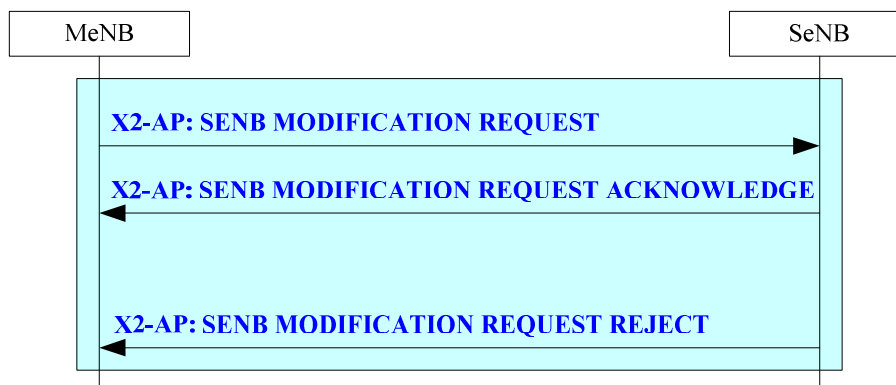 MeNB
SeNB
X2-AP: SENB MODIFICATION REQUEST
X2-AP: SENB MODIFICATION REQUEST ACKNOWLEDGE
X2-AP: SENB MODIFICATION REQUEST REJECT